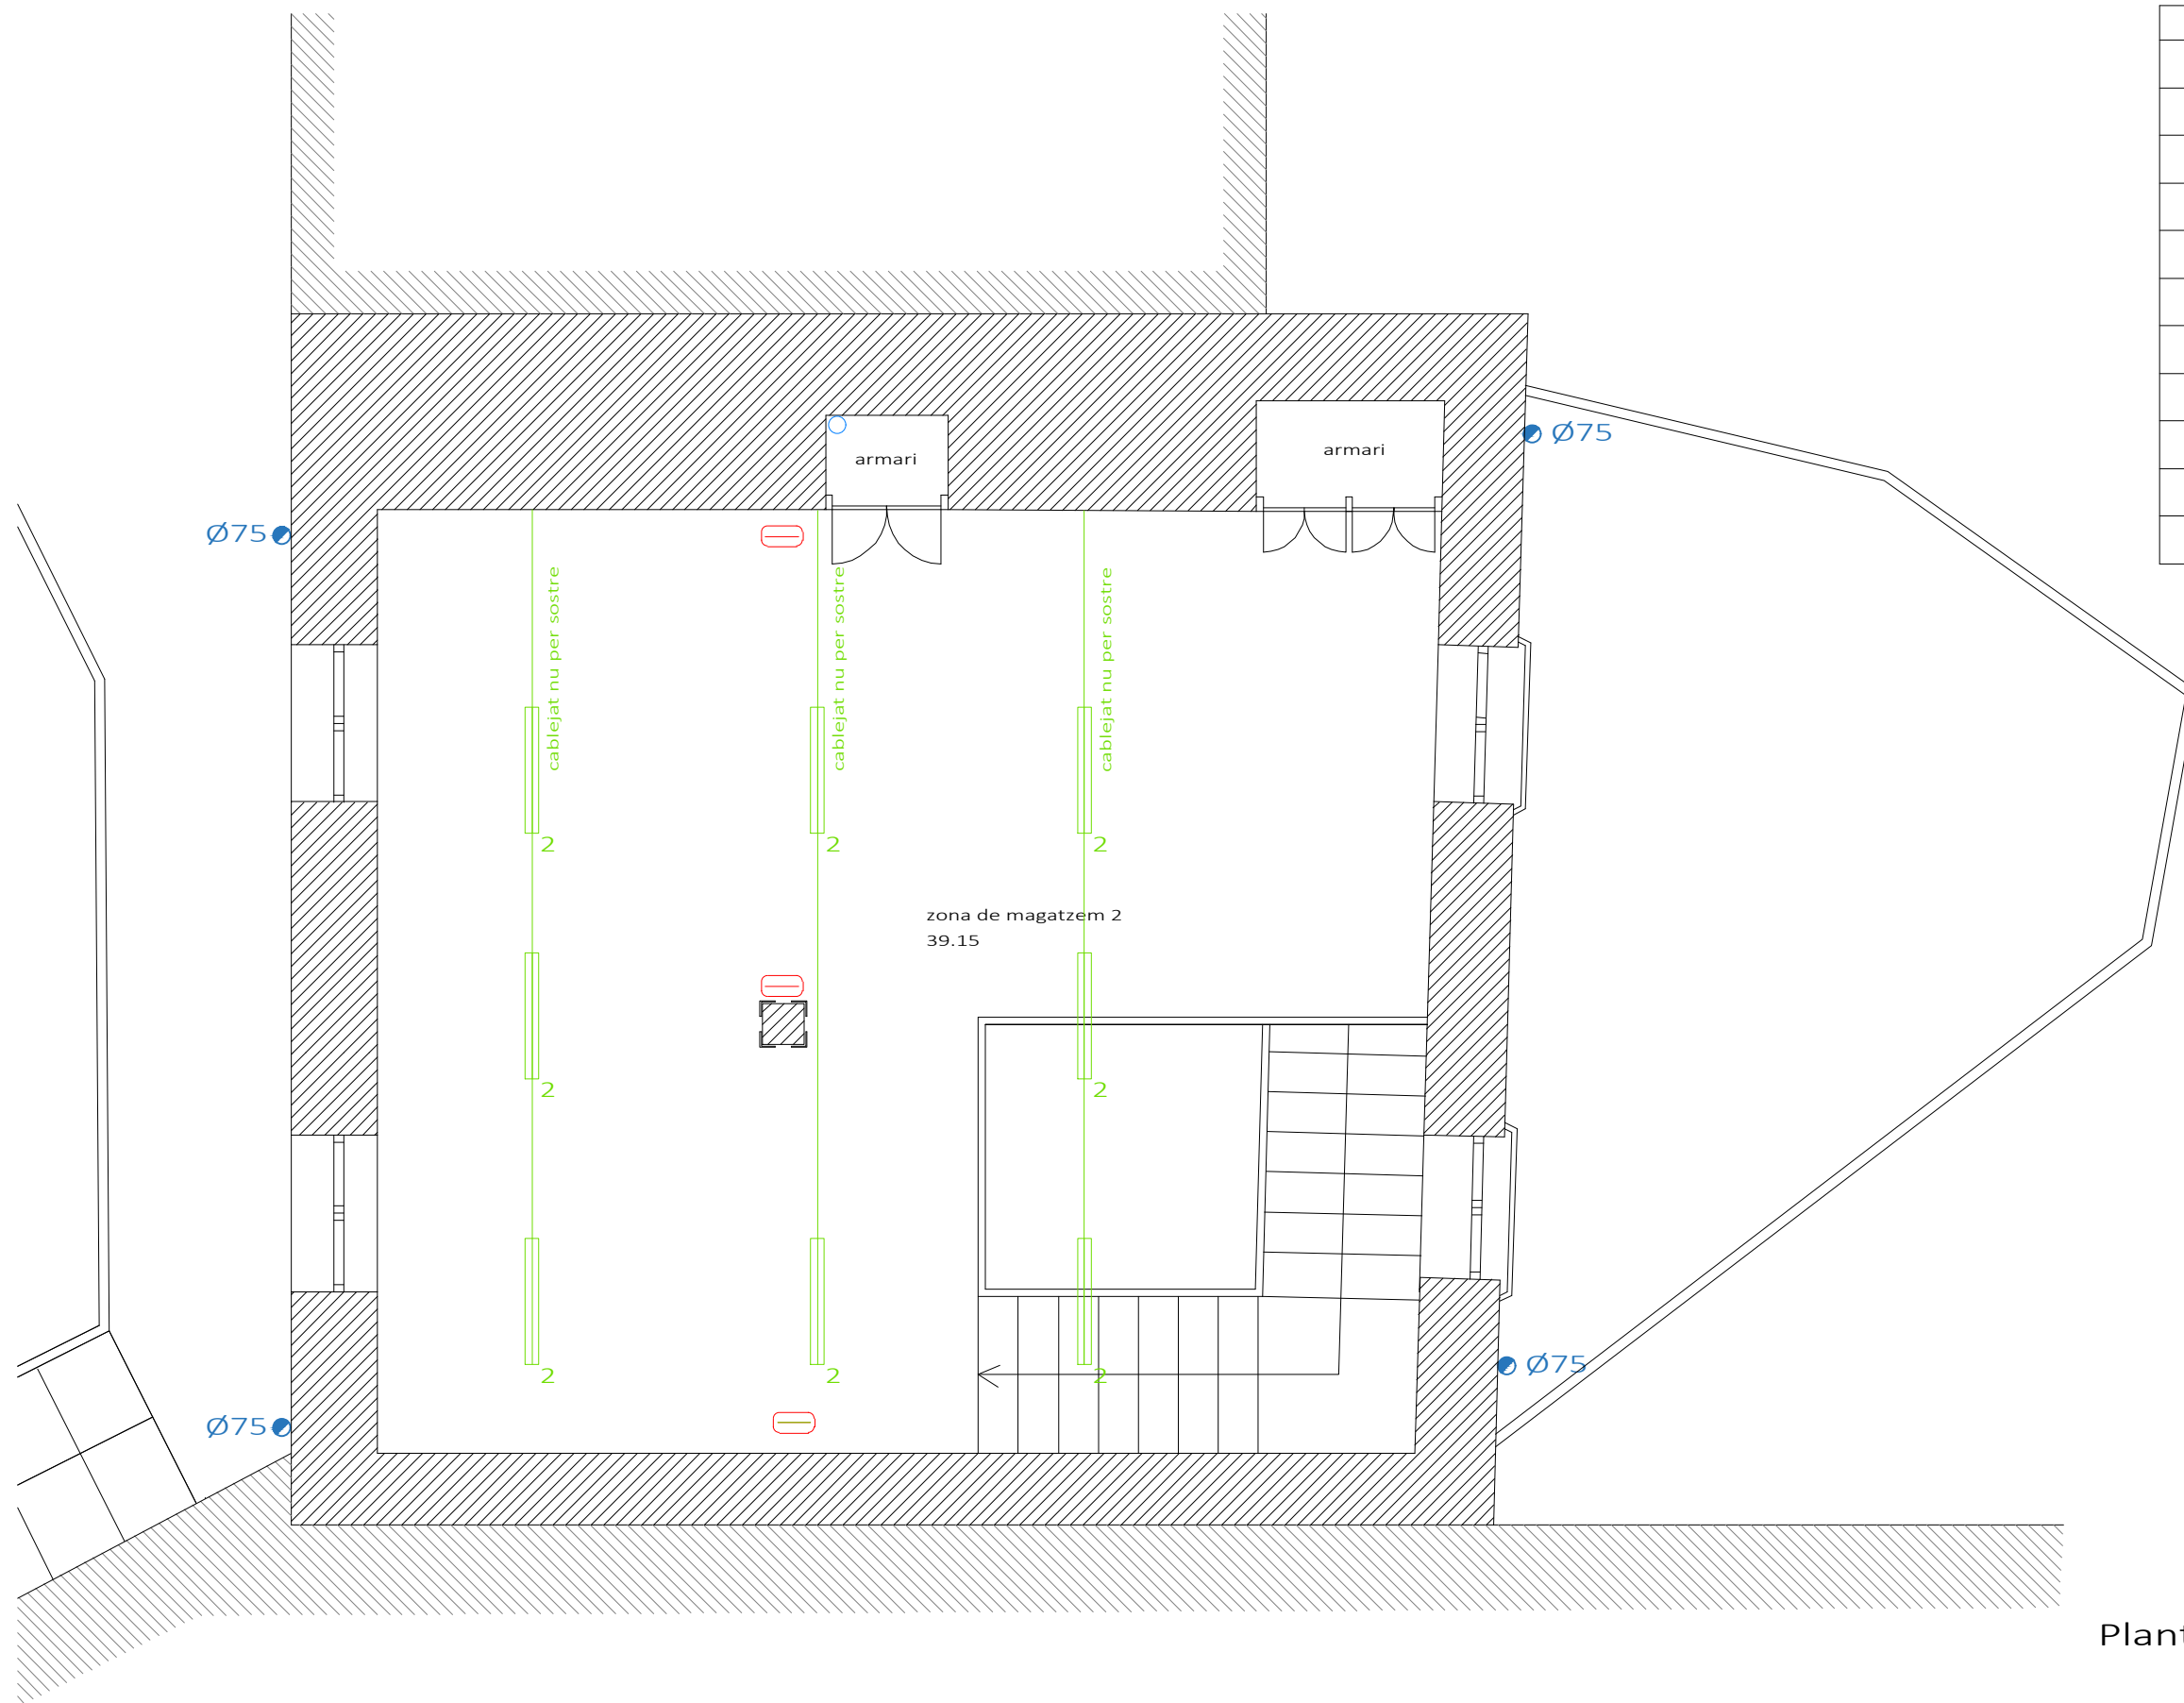 armari
armari
Ø75
Ø75
cablejat nu per sostre
cablejat nu per sostre
cablejat nu per sostre
2
2
2
zona de magatzem 2
39.15
2
2
2
2
2
Ø75
Ø75
Plant